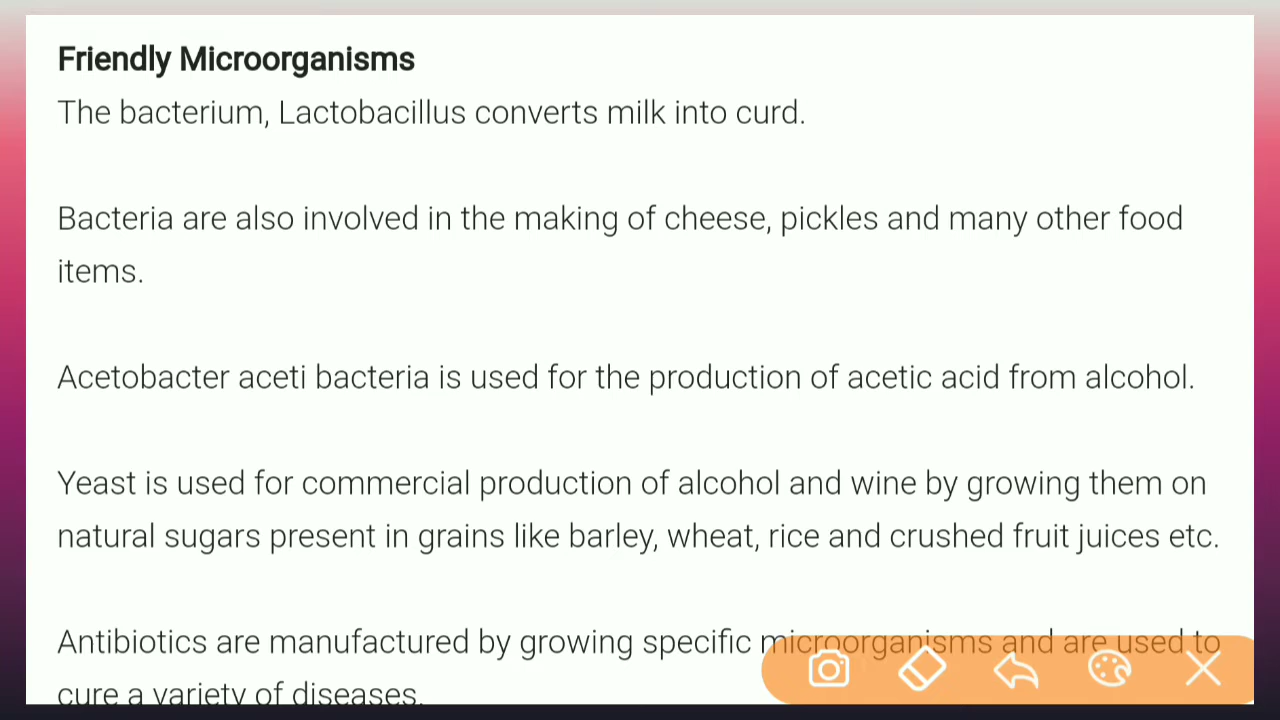 Friendly Microorganisms
The bacterium, Lactobacillus converts milk into curd.
Bacteria are also involved in the making of cheese, pickles and many other food
items.
Acetobacter aceti bacteria is used for the production of acetic acid from alcohol.
Yeast is used for commercial production of alcohol and wine by growing them on
natural sugars present in grains like barley, wheat, rice and crushed fruit juices etc.
Antibiotics are manufactured by growing specific microorganisms and are used to
cure a variety of diseases.